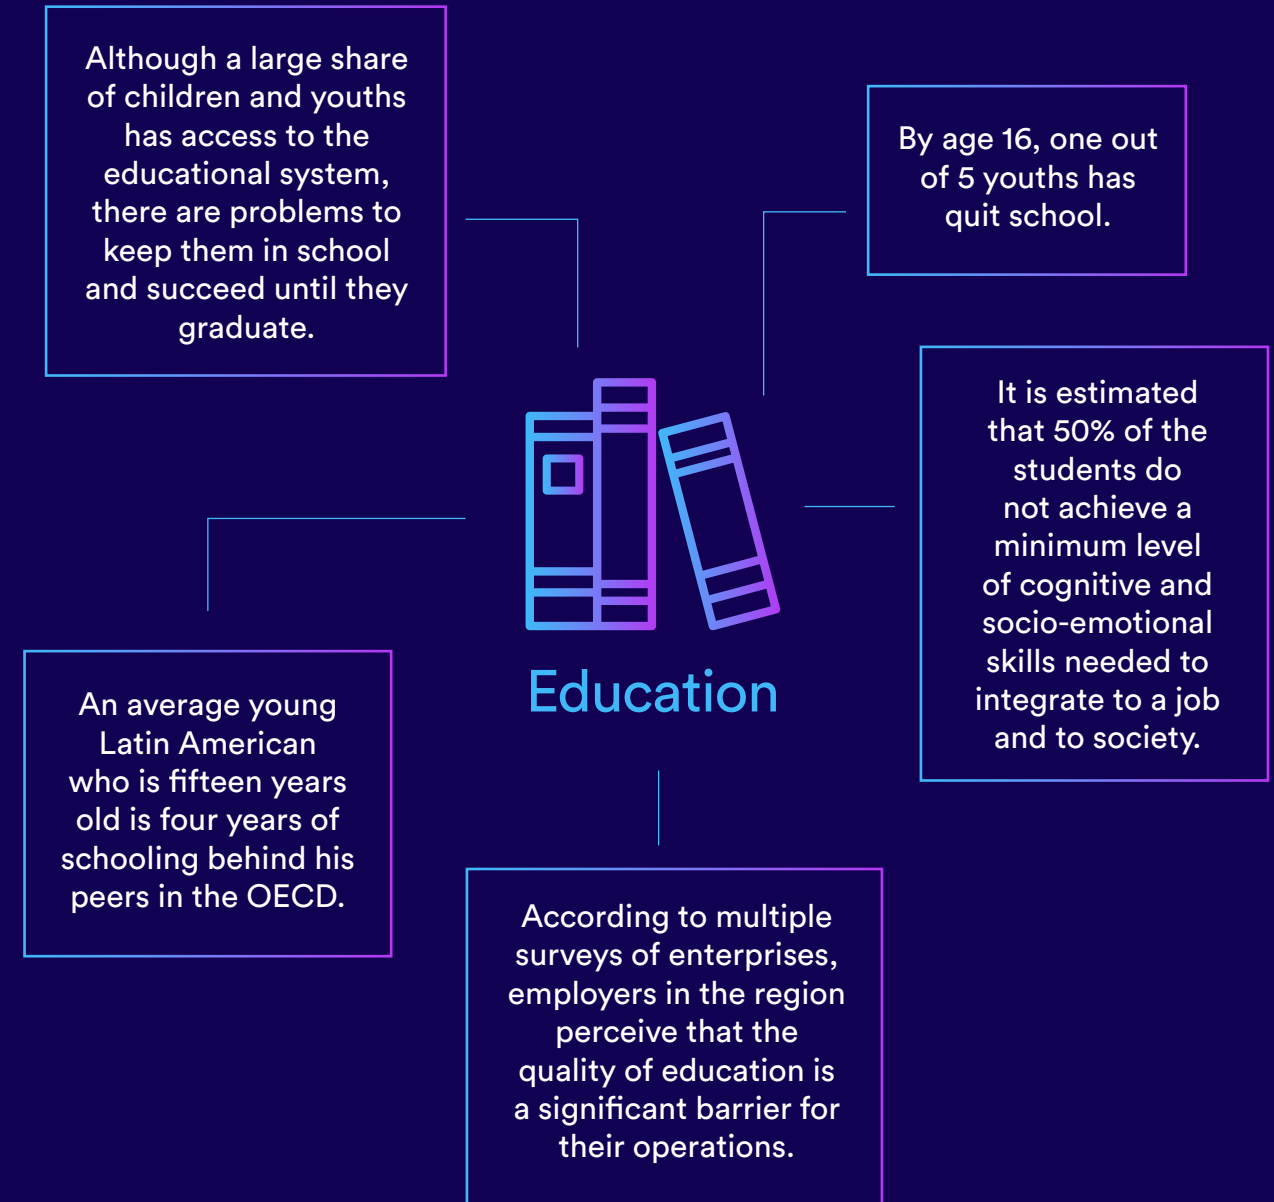 Although a large share
of children and youths
has access to the
educational system,
there are problems to
keep them in school
and succeed until they
graduate.
By age 16, one out
of 5 youths has
quit school.
It is estimated
that 50% of the
students do
not achieve a
minimum level
of cognitive and
socio-emotional
skills needed to
integrate to a job
and to society.
Education
An average young
Latin American
who is fifteen years
old is four years of
schooling behind his
peers in the OECD.
According to multiple
surveys of enterprises,
employers in the region
perceive that the
quality of education is
a significant barrier for
their operations.